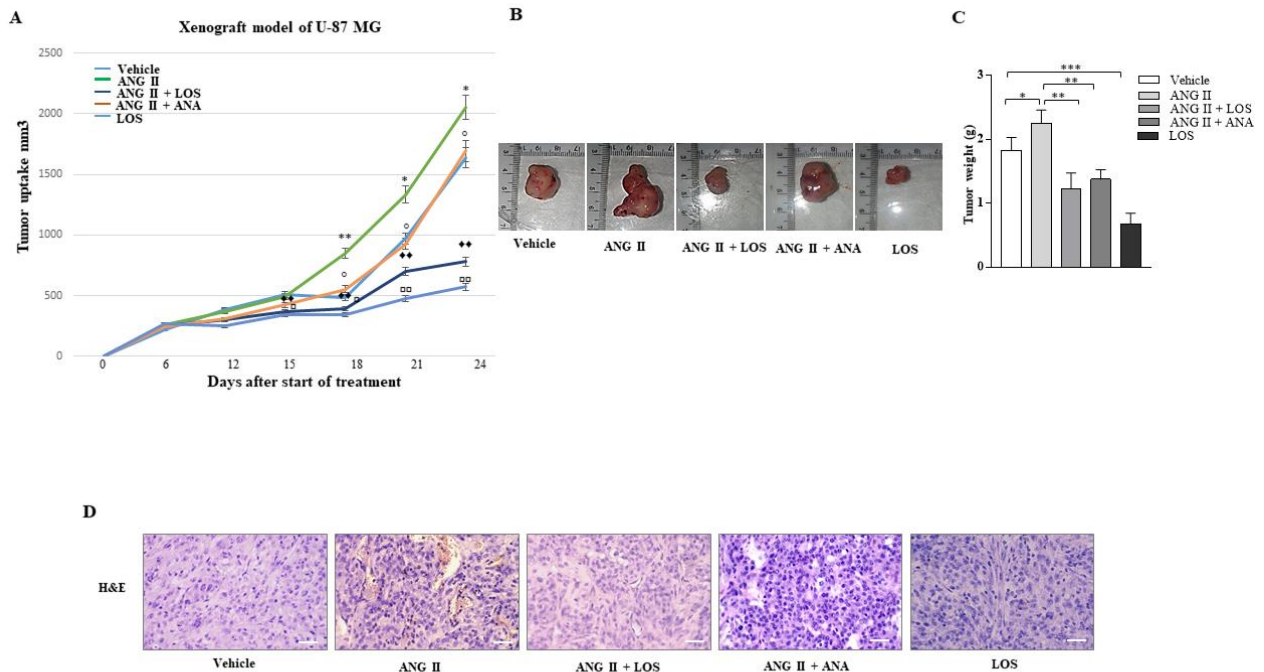 A
Xenograft model of U-87 MG
Tumor uptake mm3
2500
2000
1500
1000
500
0
Vehicle
ANG II
ANG II + LOS
ANG II + ANA
LOS
**
*
*
0 6 12 15 18 21 24
Days after start of treatment
B
Vehicle ANG II ANG II + LOS ANG II + ANA LOS
C
Tumor weight (g)
3
2
1
0
***
**
* **
Vehicle
ANG II
ANG II + LOS
ANG II + ANA
LOS
D
H&E
Vehicle ANG II ANG II + LOS ANG II + ANA LOS